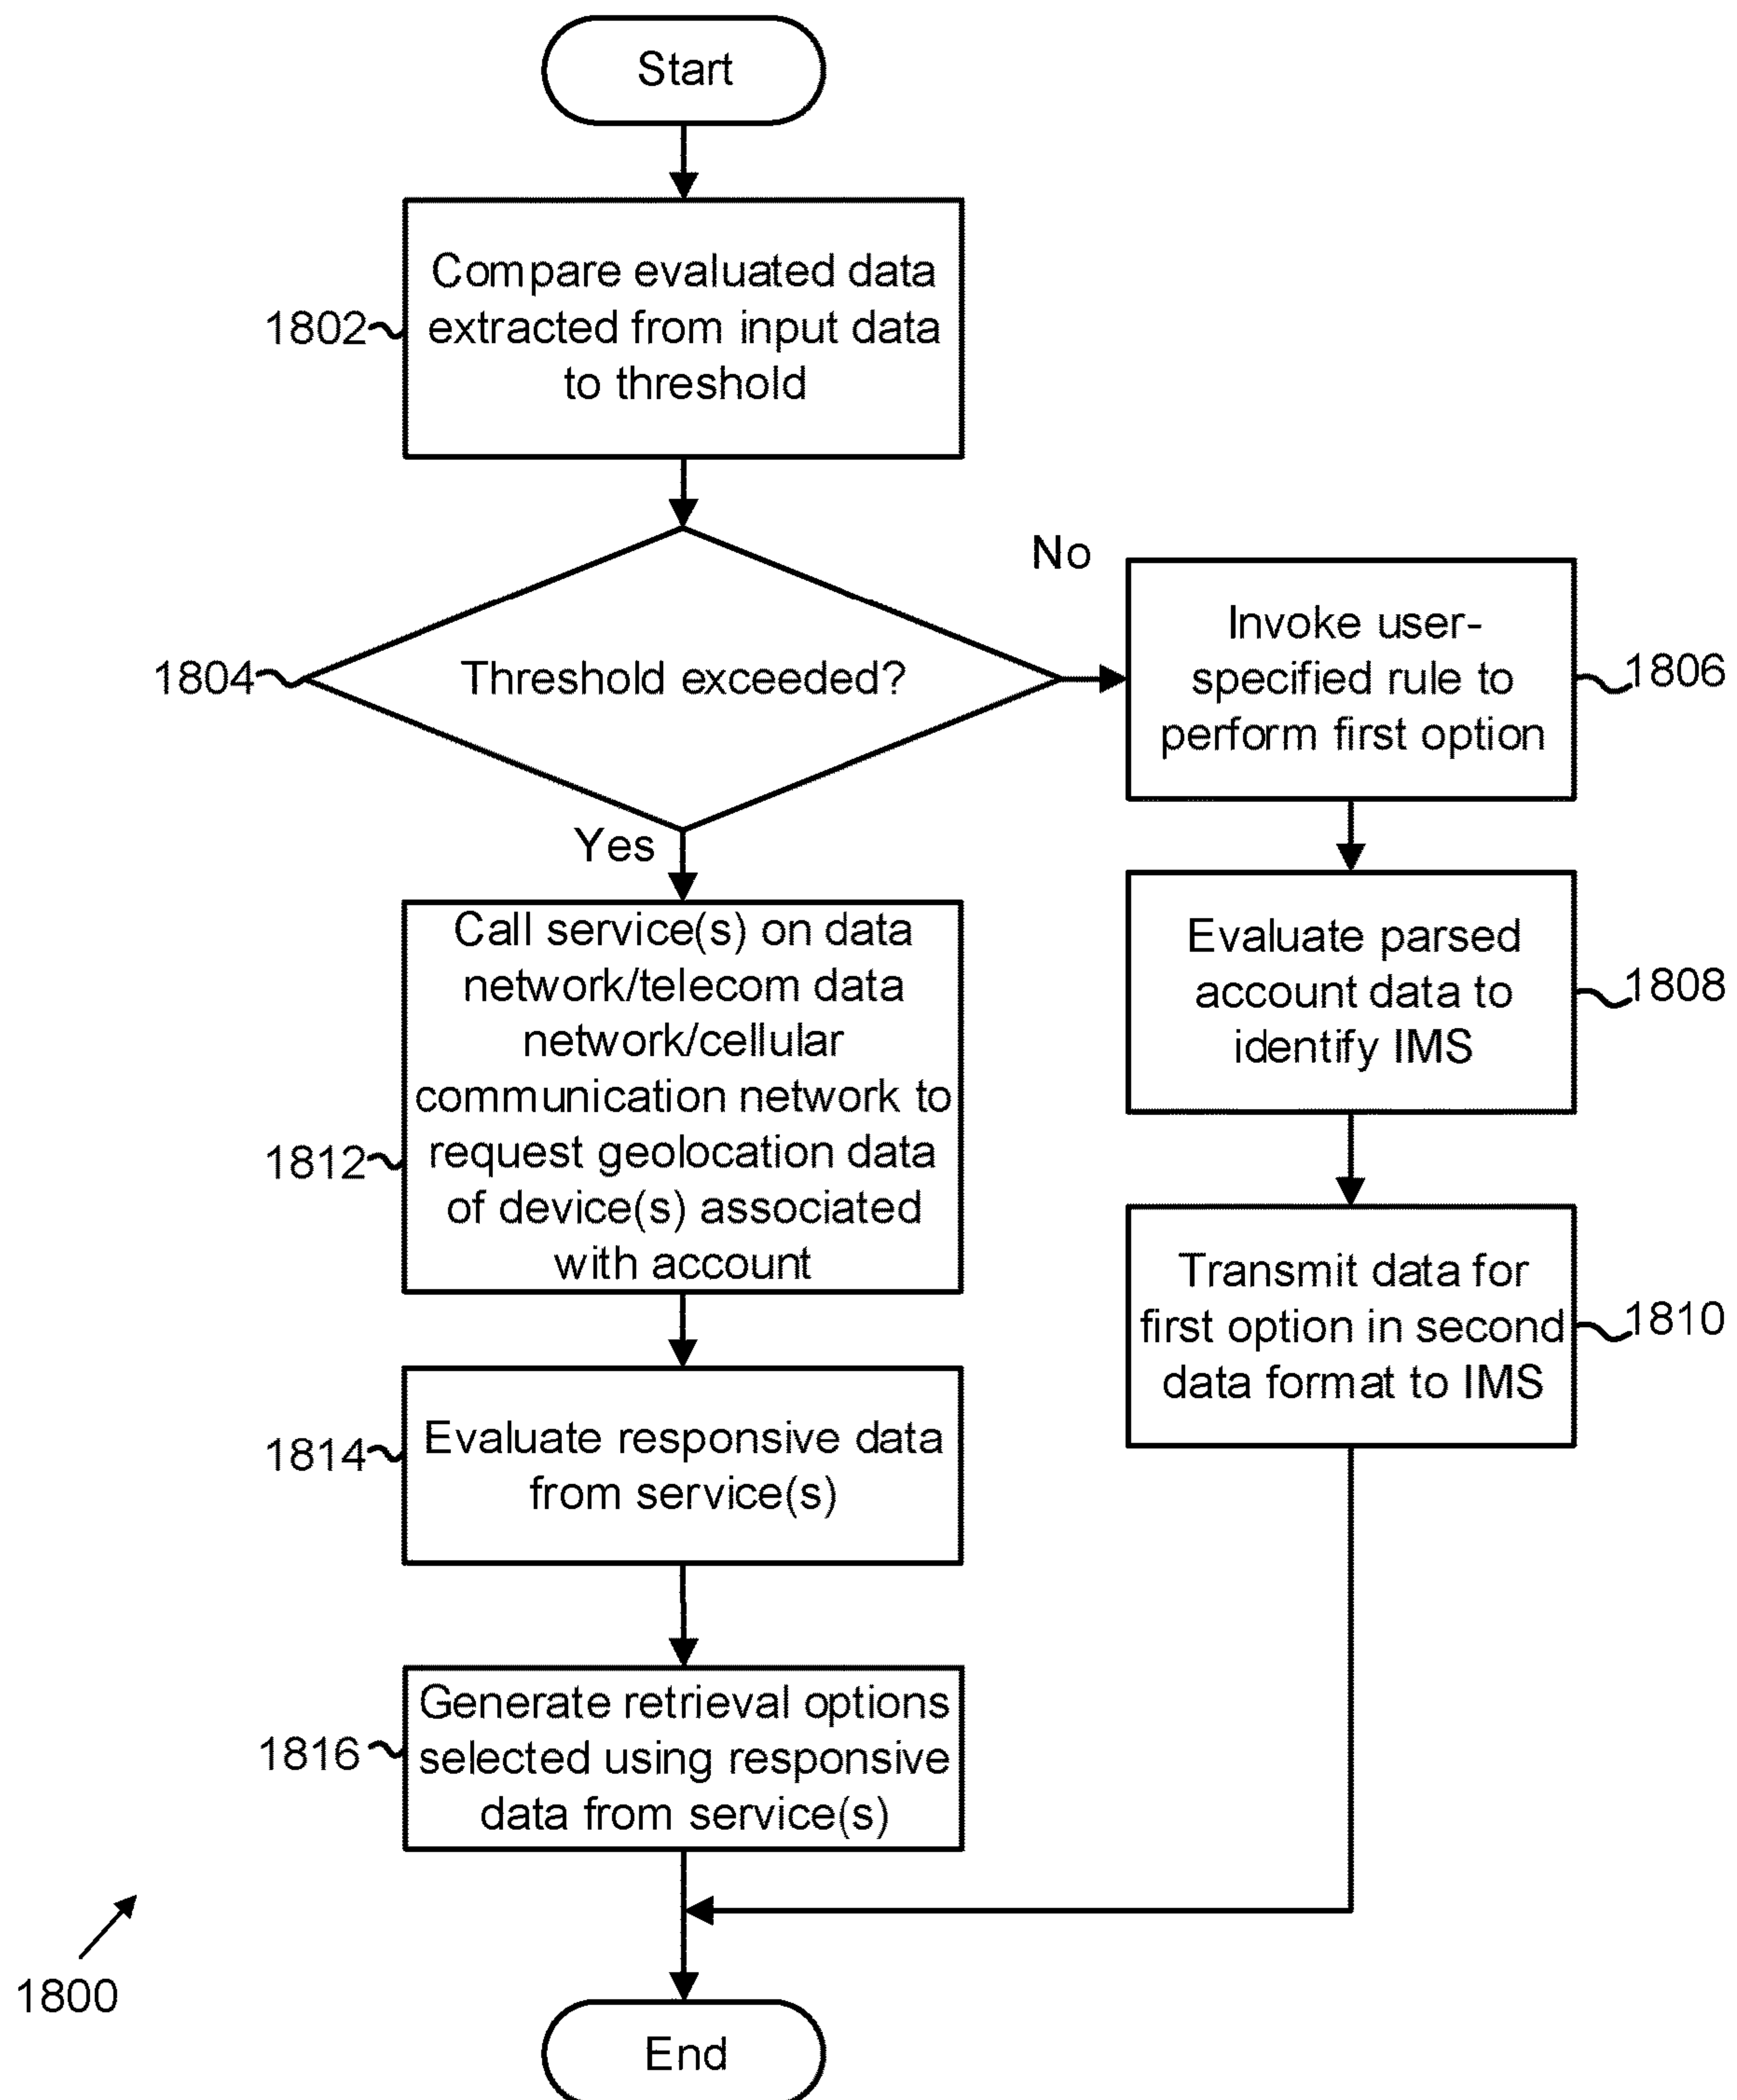 Start
Compare evaluated data
extracted from input data
to threshold
1802
Threshold exceeded?
1804
No
Yes
Invoke user-
specified rule to
perform first option
1806
Evaluate parsed
account data to
identify IMS
1808
Transmit data for
first option in second
data format to IMS
1810
Call service(s) on data
network/telecom data
network/cellular
communication network to
request geolocation data
of device(s) associated
with account
1812
Evaluate responsive data
from service(s)
1814
Generate retrieval options
selected using responsive
data from service(s)
1816
1800
End